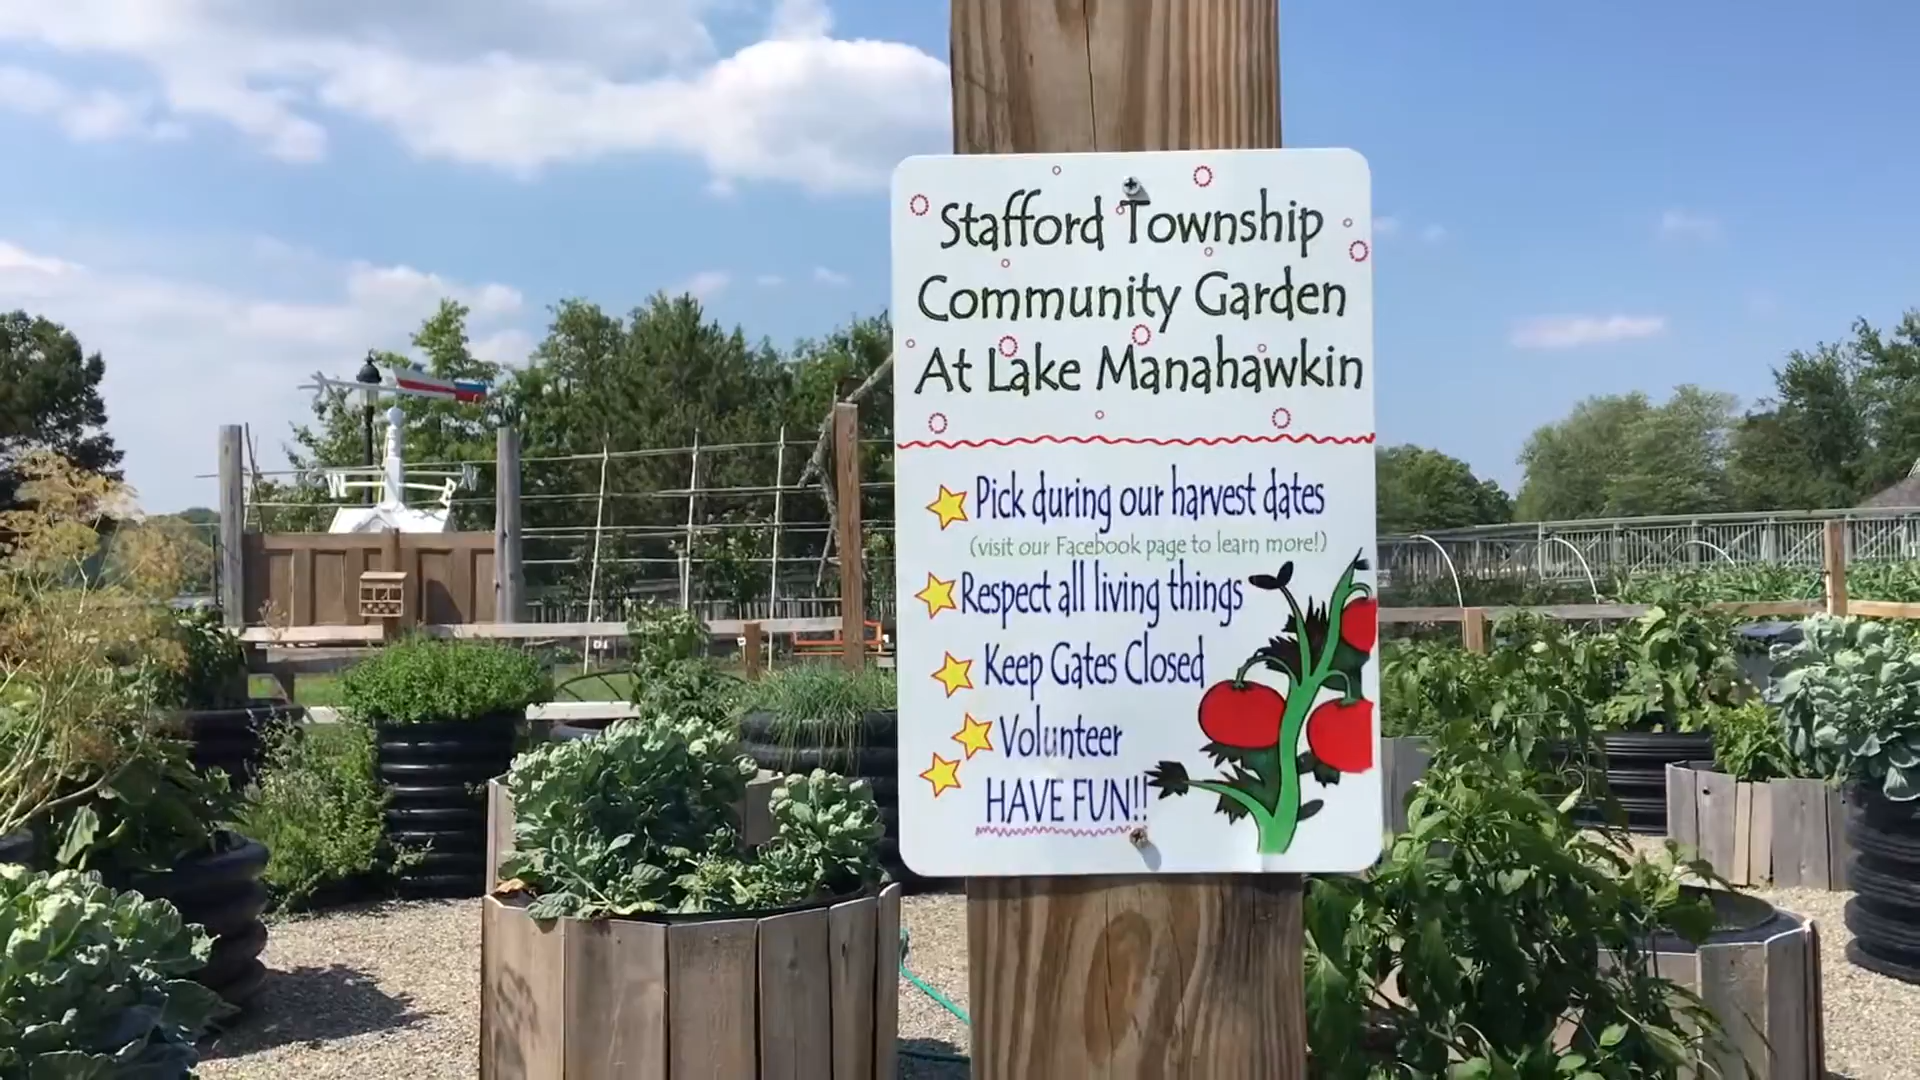 Stafford Township
Community Garden
At Lake Manahawkin
Pick during our harvest dates
(visit our Facebook page to learn more!)
Respect all living things
Keep Gates Closed
Volunteer
HAVE FUN!!
W E